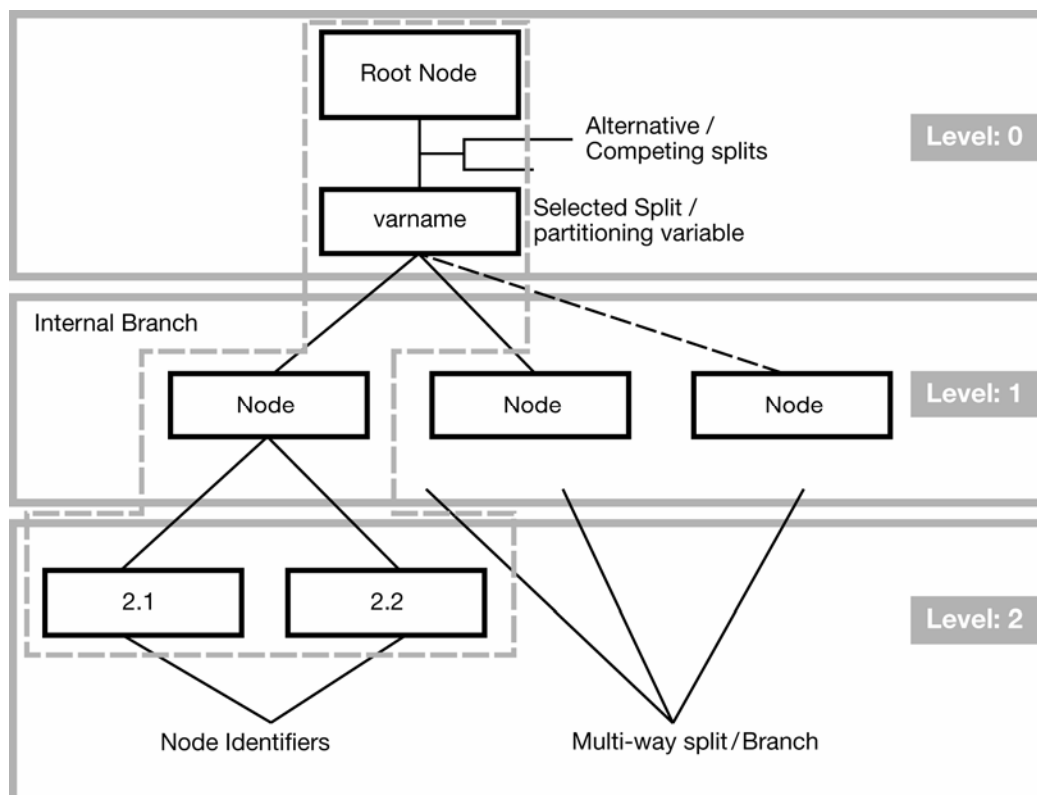 Root Node
Alternative /
Competing splits
Level: 0
varname
Selected Split /
partitioning variable
Internal Branch
Node
Node
Node
Level: 1
2.1
2.2
Level: 2
Node Identifiers
Multi-way split / Branch